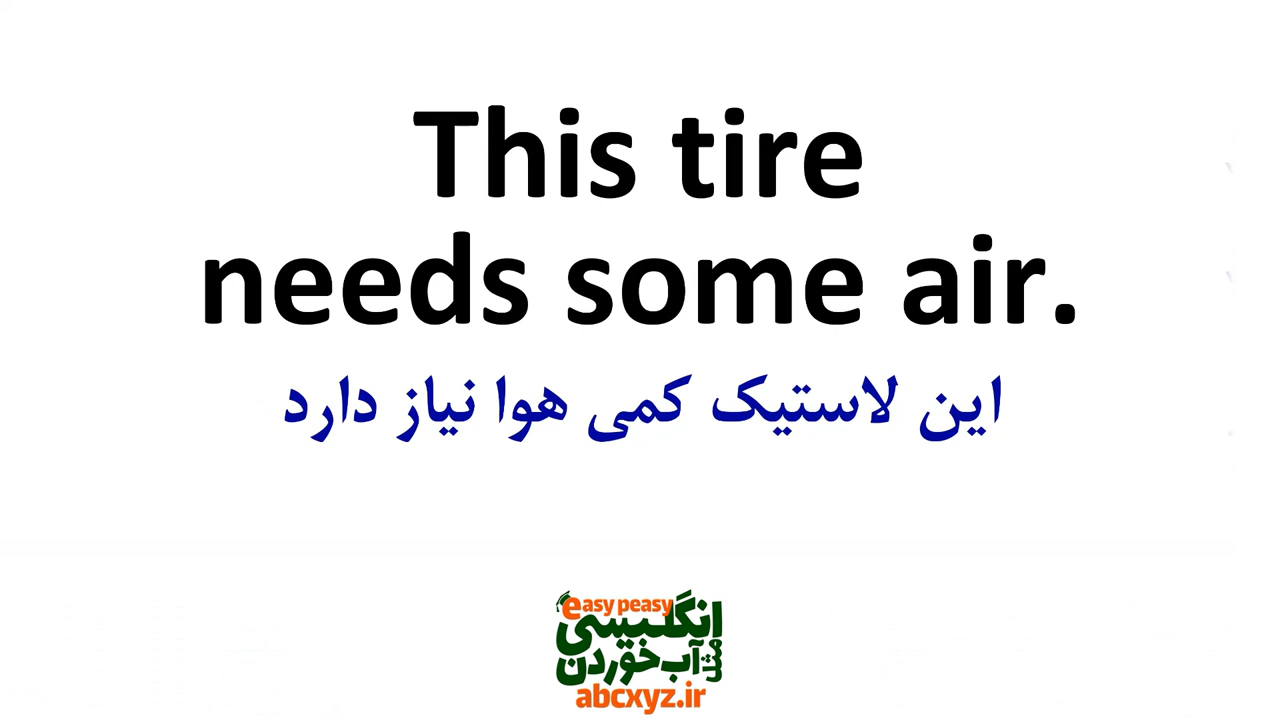 This tire
needs some air.
این لاستیک کمی هوا نیاز دارد
easy peasy
انگلیسی
مثل آب خوردن
abcxyz.ir